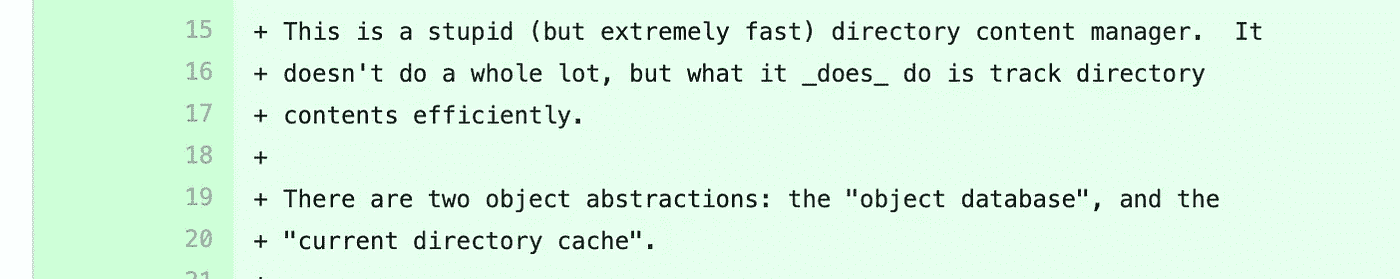 15 + This is a stupid (but extremely fast) directory content manager.  It
16 + doesn't do a whole lot, but what it _does_ do is track directory
17 + contents efficiently.
18 +
19 + There are two object abstractions: the "object database", and the
20 + "current directory cache".
21 +